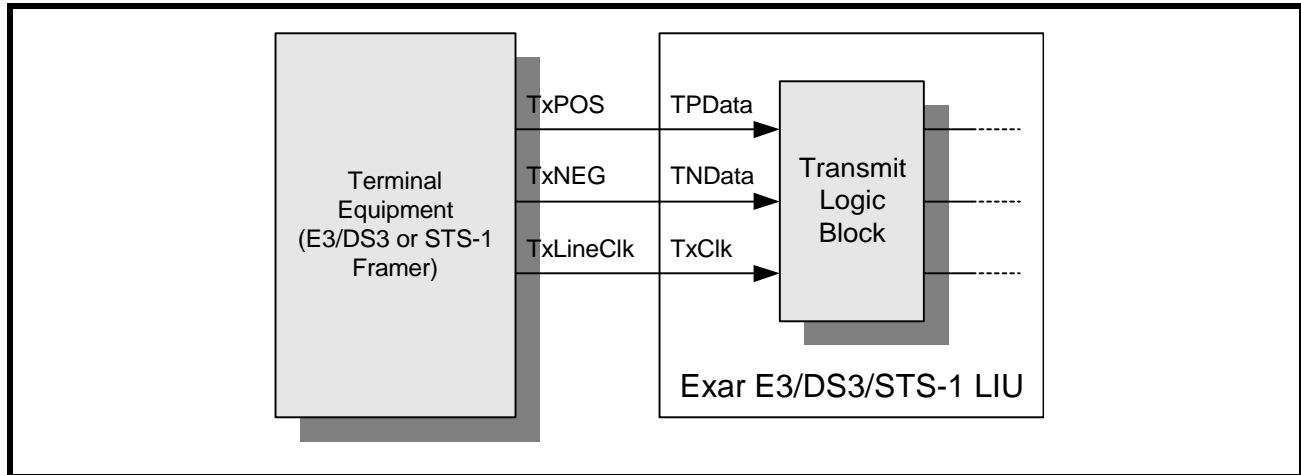 Terminal
Equipment
(E3/DS3 or STS-1
Framer)
TxPOS
TPData
TxNEG
TNData
TxLineClk
TxClk
Transmit
Logic
Block
Exar E3/DS3/STS-1 LIU